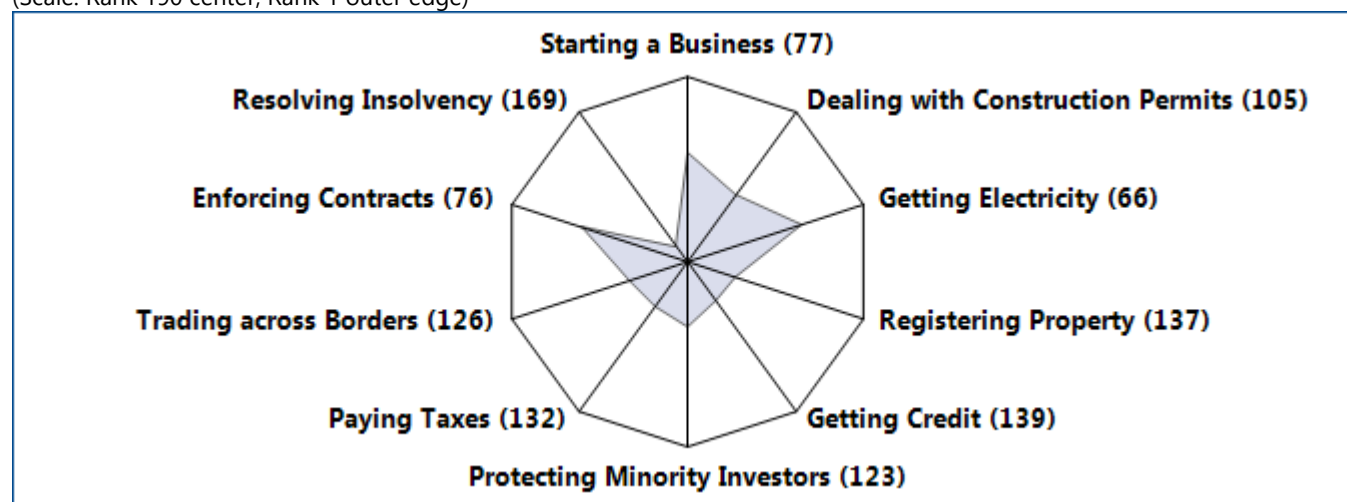 (Scale: Rank 190 center, Rank 1 outer edge)
Starting a Business (77)
Resolving Insolvency (169)
Dealing with Construction Permits (105)
Enforcing Contracts (76)
Getting Electricity (66)
Trading across Borders (126)
Registering Property (137)
Paying Taxes (132)
Getting Credit (139)
Protecting Minority Investors (123)